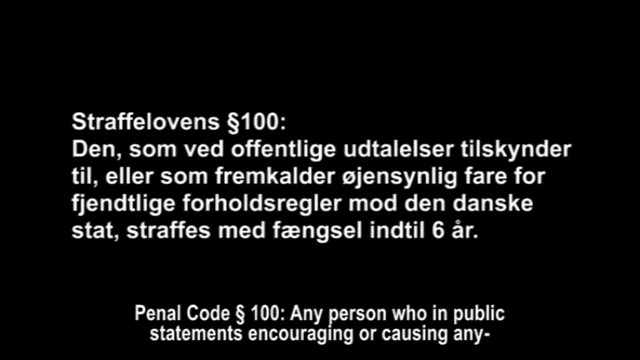 Straffelovens §100:
Den, som ved offentlige udtalelser tilskynder
til, eller som fremkalder øjensynlig fare for
fjendtlige forholdsregler mod den danske
stat, straffes med fængsel indtil 6 år.
Penal Code § 100: Any person who in public
statements encouraging or causing any-